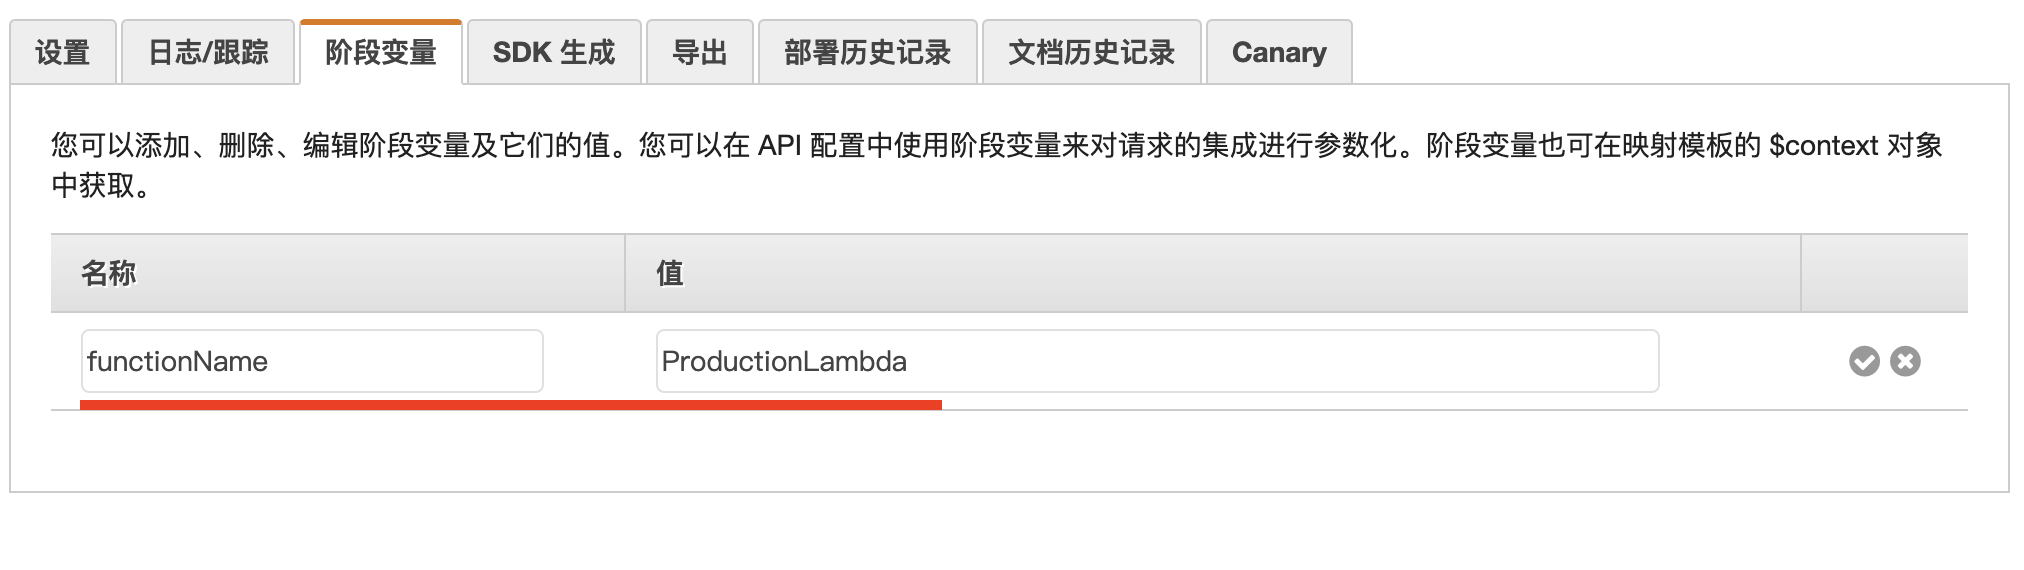 设置 日志/跟踪 阶段变量 SDK 生成 导出 部署历史记录 文档历史记录 Canary
您可以添加、删除、编辑阶段变量及它们的值。您可以在 API 配置中使用阶段变量来对请求的集成进行参数化。阶段变量也可在映射模板的 $context 对象
中获取。
名称 值
functionName ProductionLambda